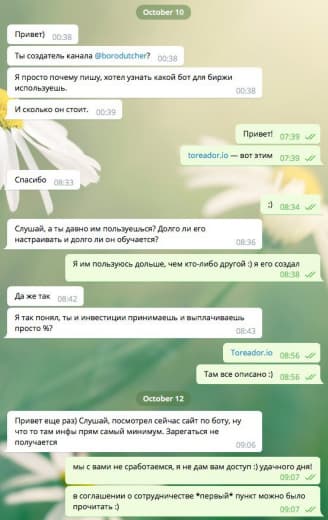 October 10
Привет)
00:38
Ты создатель канала @borodutcher?
00:38
Я просто почему пишу, хотел узнать какой бот для биржи
используешь.
00:38
И сколько он стоит.
00:39
Привет!
07:39
toreador.io — вот этим
07:39
Спасибо
08:33
;)
08:34
Слушай, а ты давно им пользуешься? Долго ли его
настраивать и долго ли он обучается?
08:36
Я им пользуюсь дольше, чем кто-либо другой :) я его создал
08:38
Да же так
08:42
Я так понял, ты и инвестиции принимаешь и выплачиваешь
просто %?
08:43
Toreador.io
08:56
Там все описано :)
08:56
October 12
Привет еще раз) Слушай, посмотрел сейчас сайт по боту, ну
что то там инфы прям самый минимум. Зарегаться не
получается
09:06
мы с вами не сработаемся, я не дам вам доступ :) удачного дня!
09:07
в соглашении о сотрудничестве *первый* пункт можно было
прочитать :)
09:07